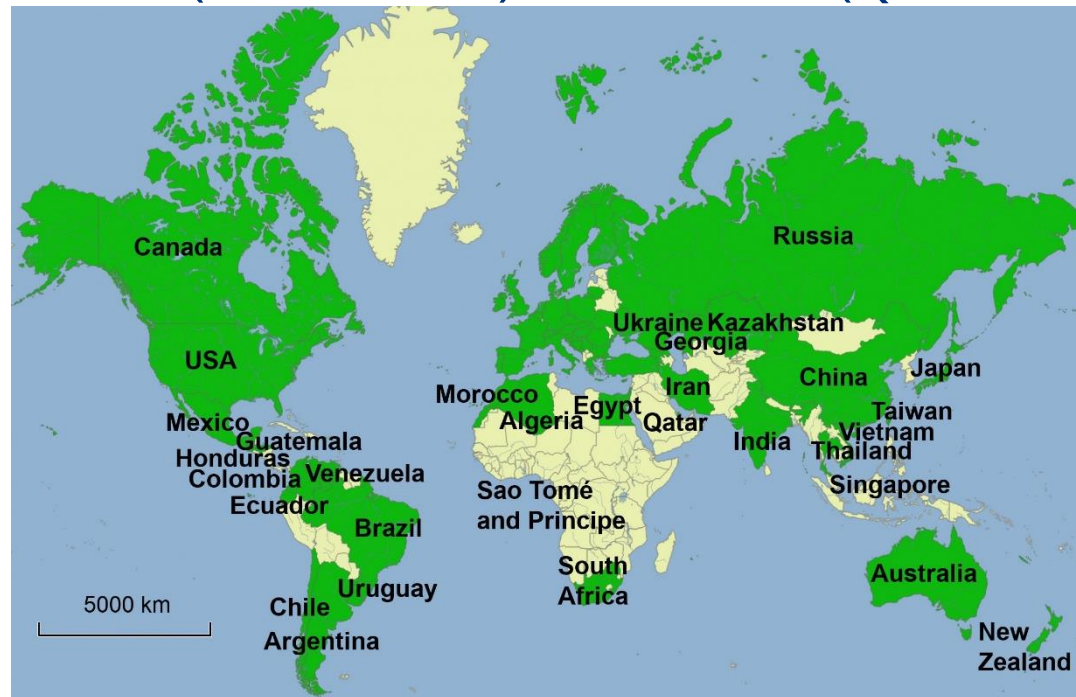 Canada
Russia
USA
Ukraine Kazakhstan
Georgia
Japan
China
Iran
Morocco
Algeria
Egypt
Qatar
Taiwan
Mexico
Guatemala
India
Vietnam
Thailand
Honduras
Colombia
Venezuela
Singapore
Ecuador
Sao Tomé
and Principe
Brazil
South
Africa
Australia
Uruguay
5000 km
Chile
Argentina
New
Zealand